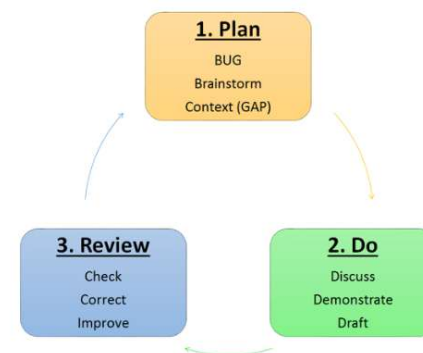 1. Plan
BUG
Brainstorm
Context (GAP)
2. Do
Discuss
Demonstrate
Draft
3. Review
Check
Correct
Improve